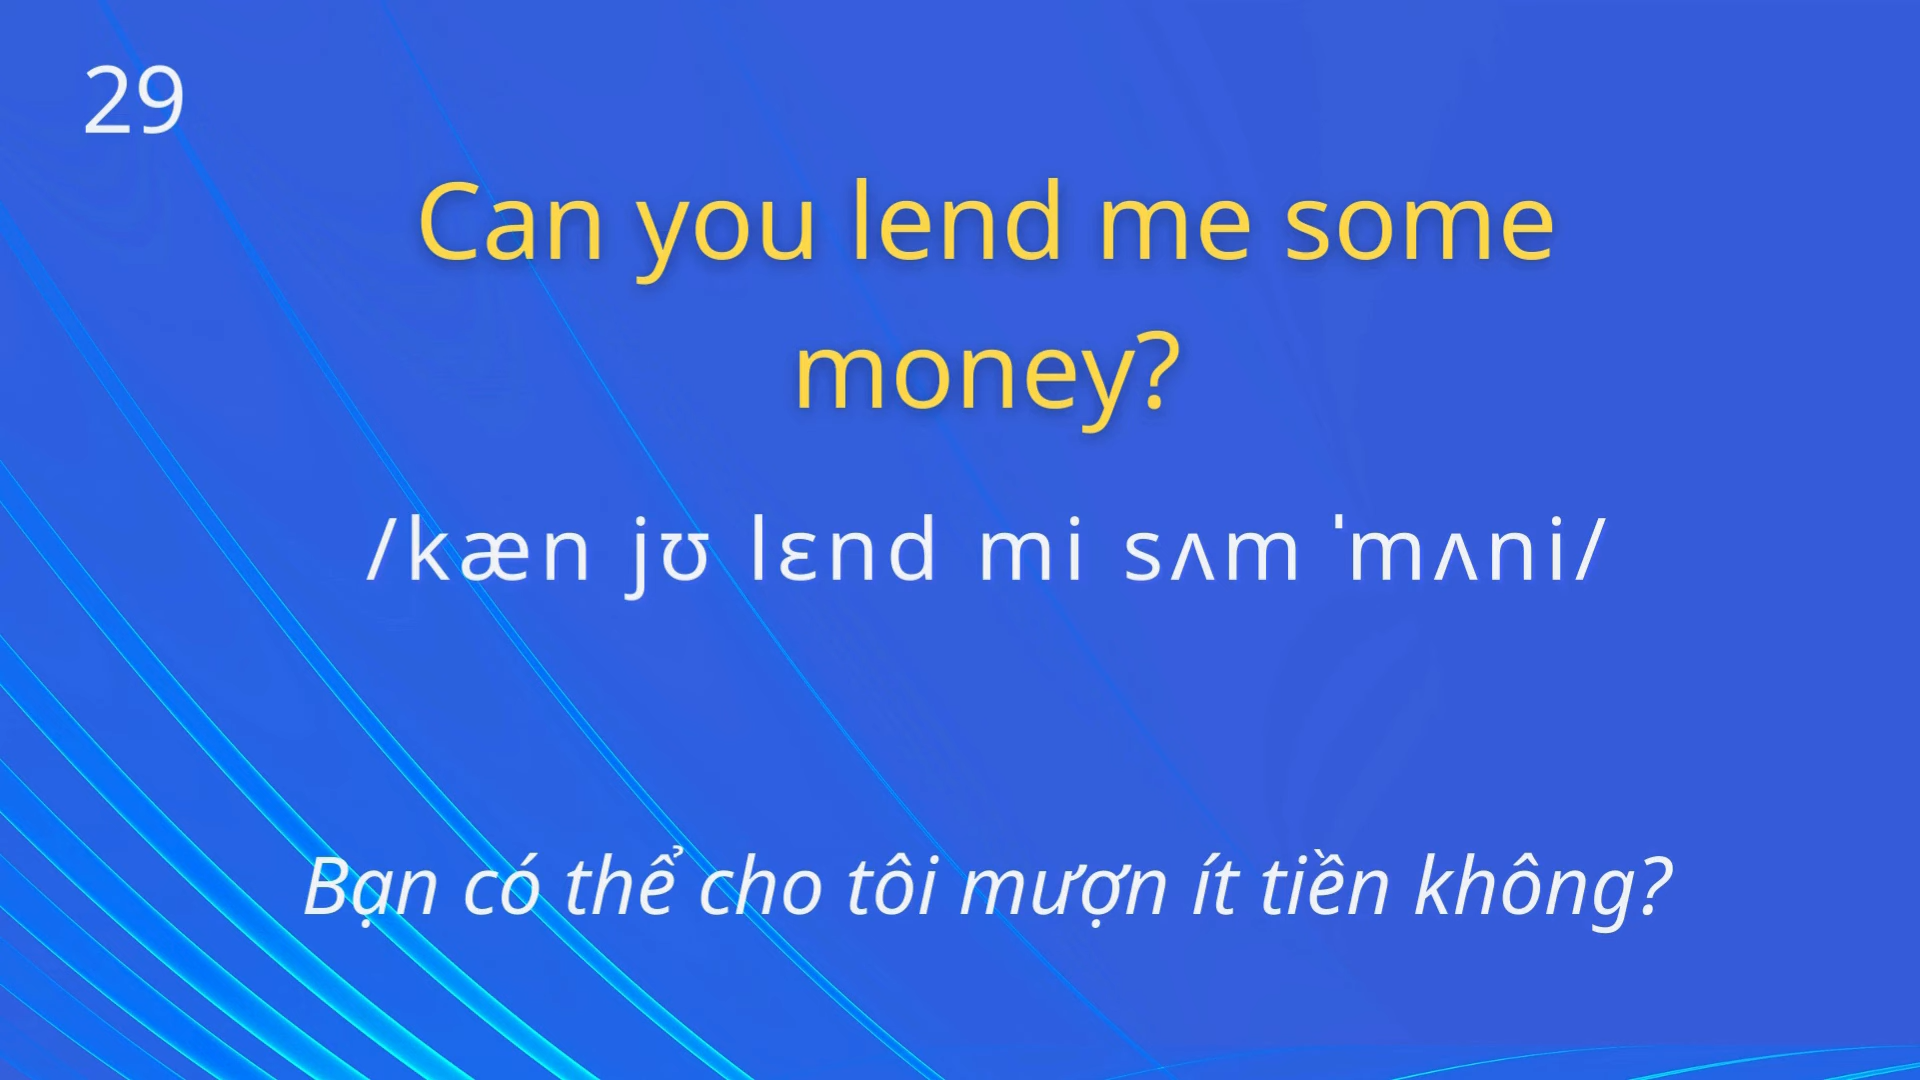 29
Can you lend me some
money?
/kæn jʊ lɛnd mi sʌm ˈmʌni/
Bạn có thể cho tôi mượn ít tiền không?